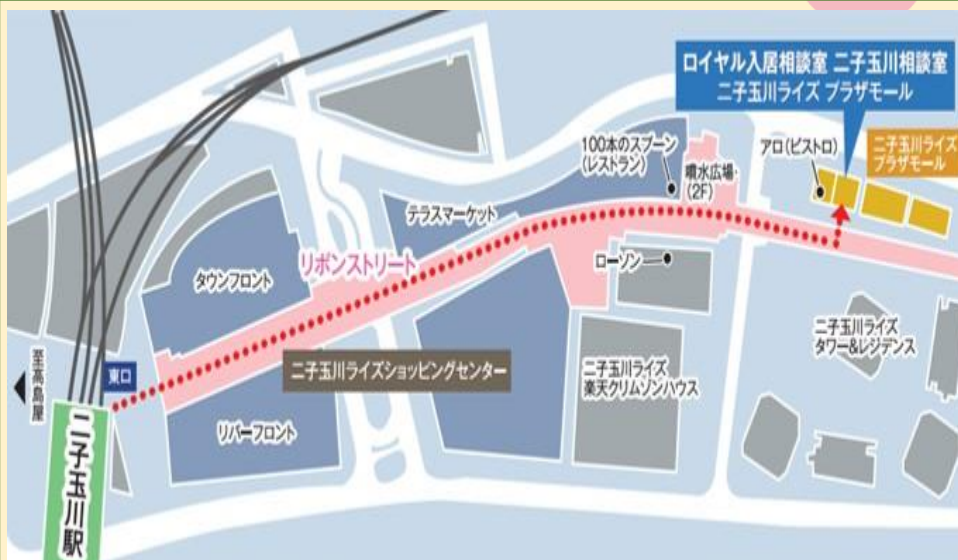 ロイヤル入居相談室 二子玉川相談室
二子玉川ライズ プラザモール
100本のスプーン
(レストラン)
噴水広場・
(2F)
アロ(ビストロ)
二子玉川ライズ
プラザモール
テラスマーケット
リボンストリート
ローソン
タウンフロント
二子玉川ライズ
タワー&レジデンス
二子玉川ライズショッピングセンター
二子玉川ライズ
楽天クリムゾンハウス
至高島屋
東口
リバーフront
二子玉川駅